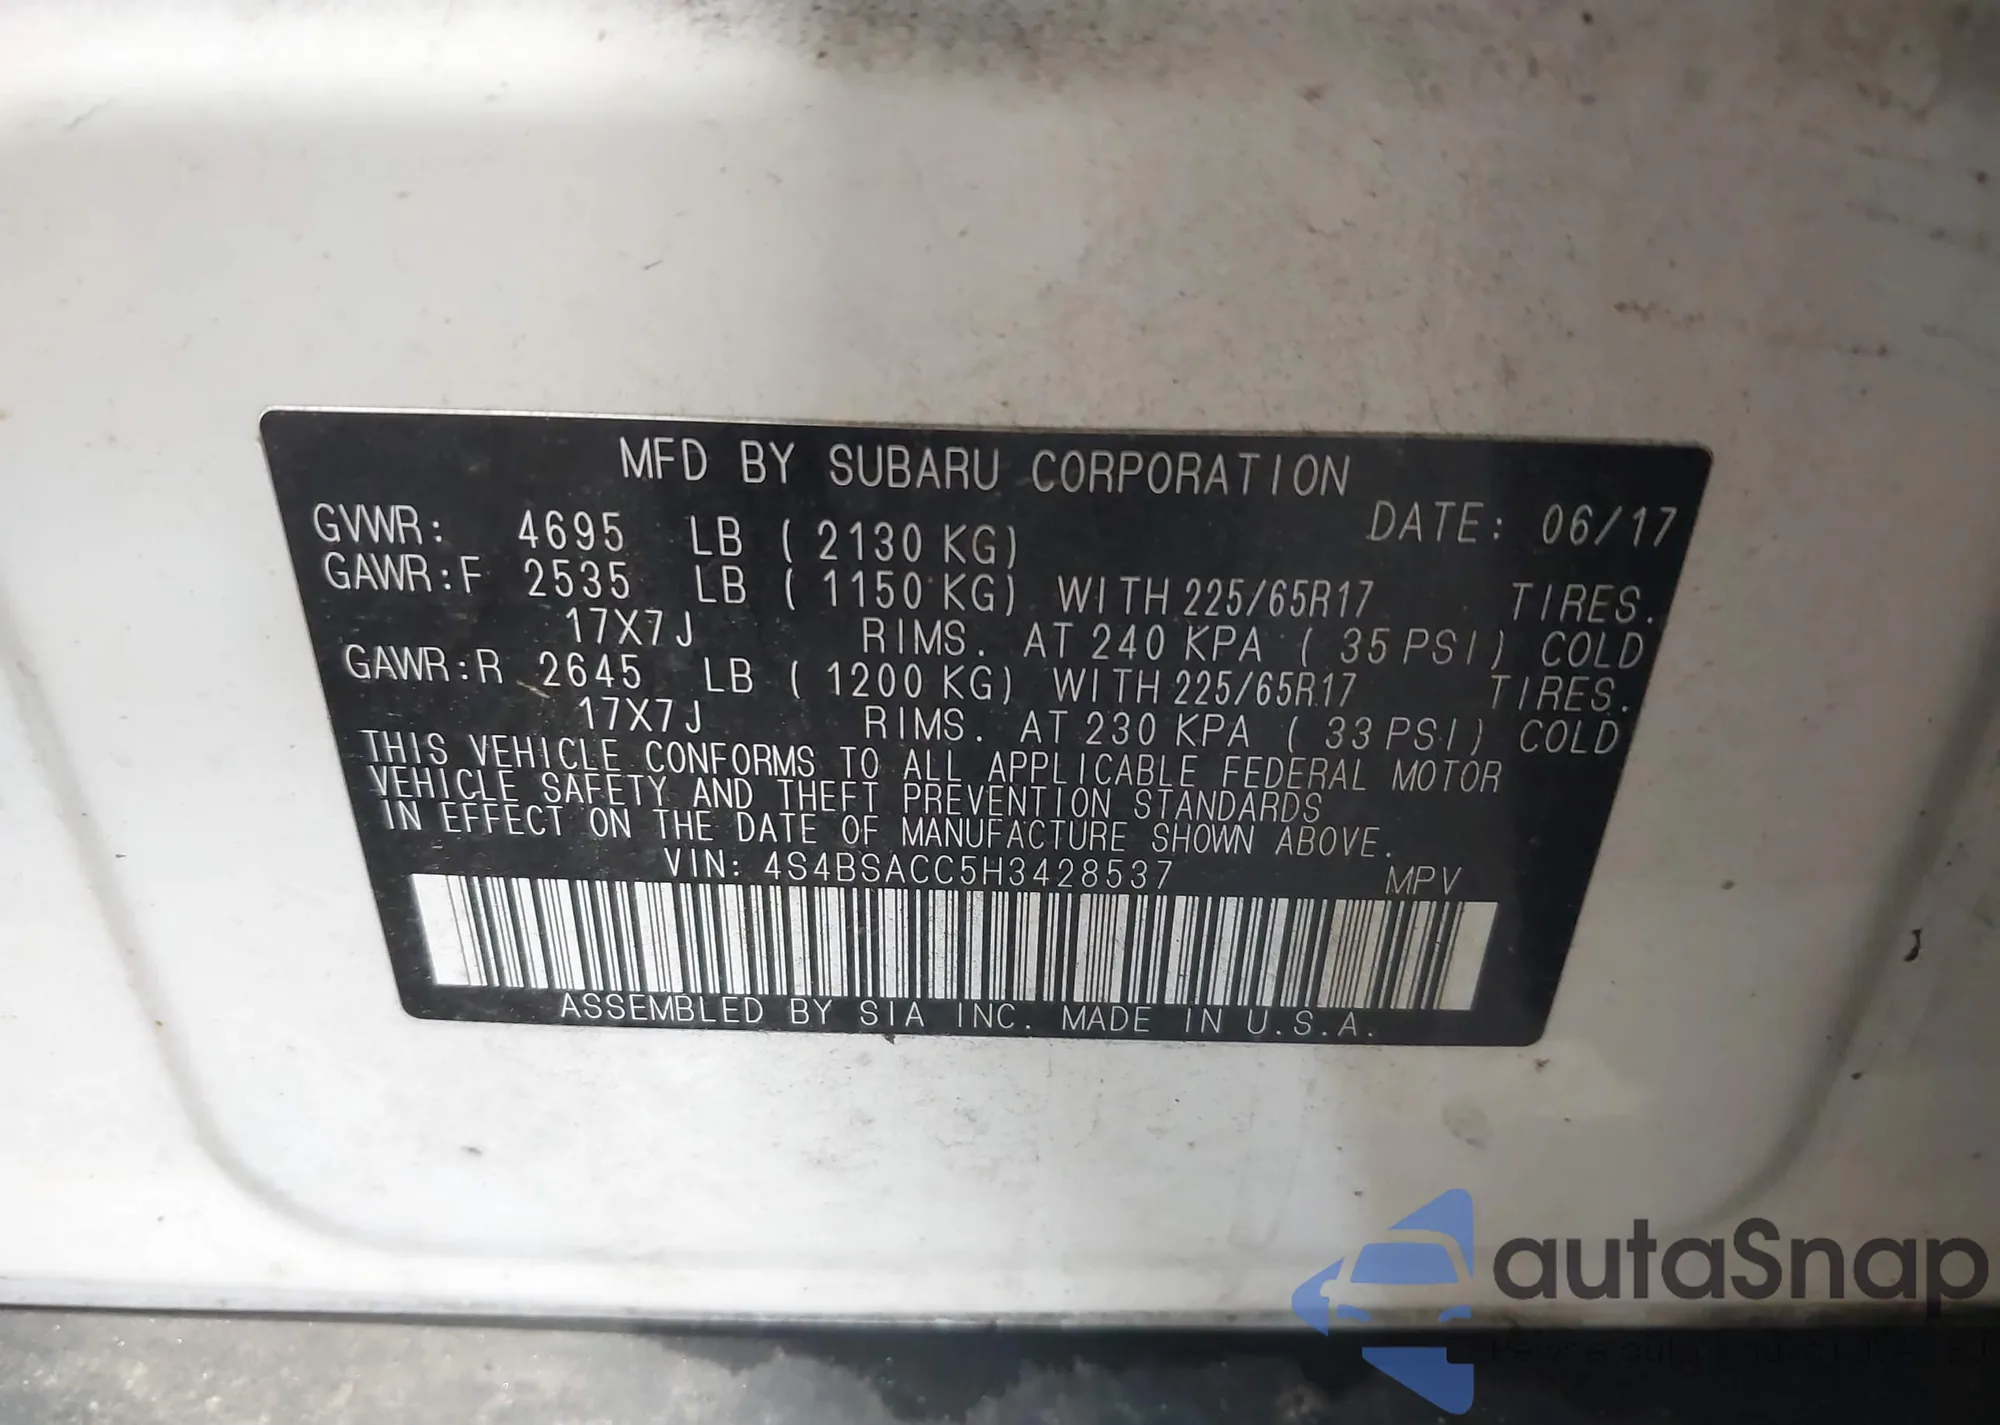 MFD BY SUBARU CORPORATION
GVWR: 4695 LB ( 2130 KG) DATE: 06/17
GAWR:F 2535 LB ( 1150 KG) WITH 225/65R17 TIRES.
17X7J RIMS. AT 240 KPA ( 35 PSI) COLD
GAWR:R 2645 LB ( 1200 KG) WITH 225/65R17 TIRES.
17X7J RIMS. AT 230 KPA ( 33 PSI) COLD
THIS VEHICLE CONFORMS TO ALL APPLICABLE FEDERAL MOTOR
VEHICLE SAFETY AND THEFT PREVENTION STANDARDS
IN EFFECT ON THE DATE OF MANUFACTURE SHOWN ABOVE.
VIN: 4S4BSACC5H3428537 MPV
ASSEMBLED BY SIA INC. MADE IN U.S.A.
autaSnap